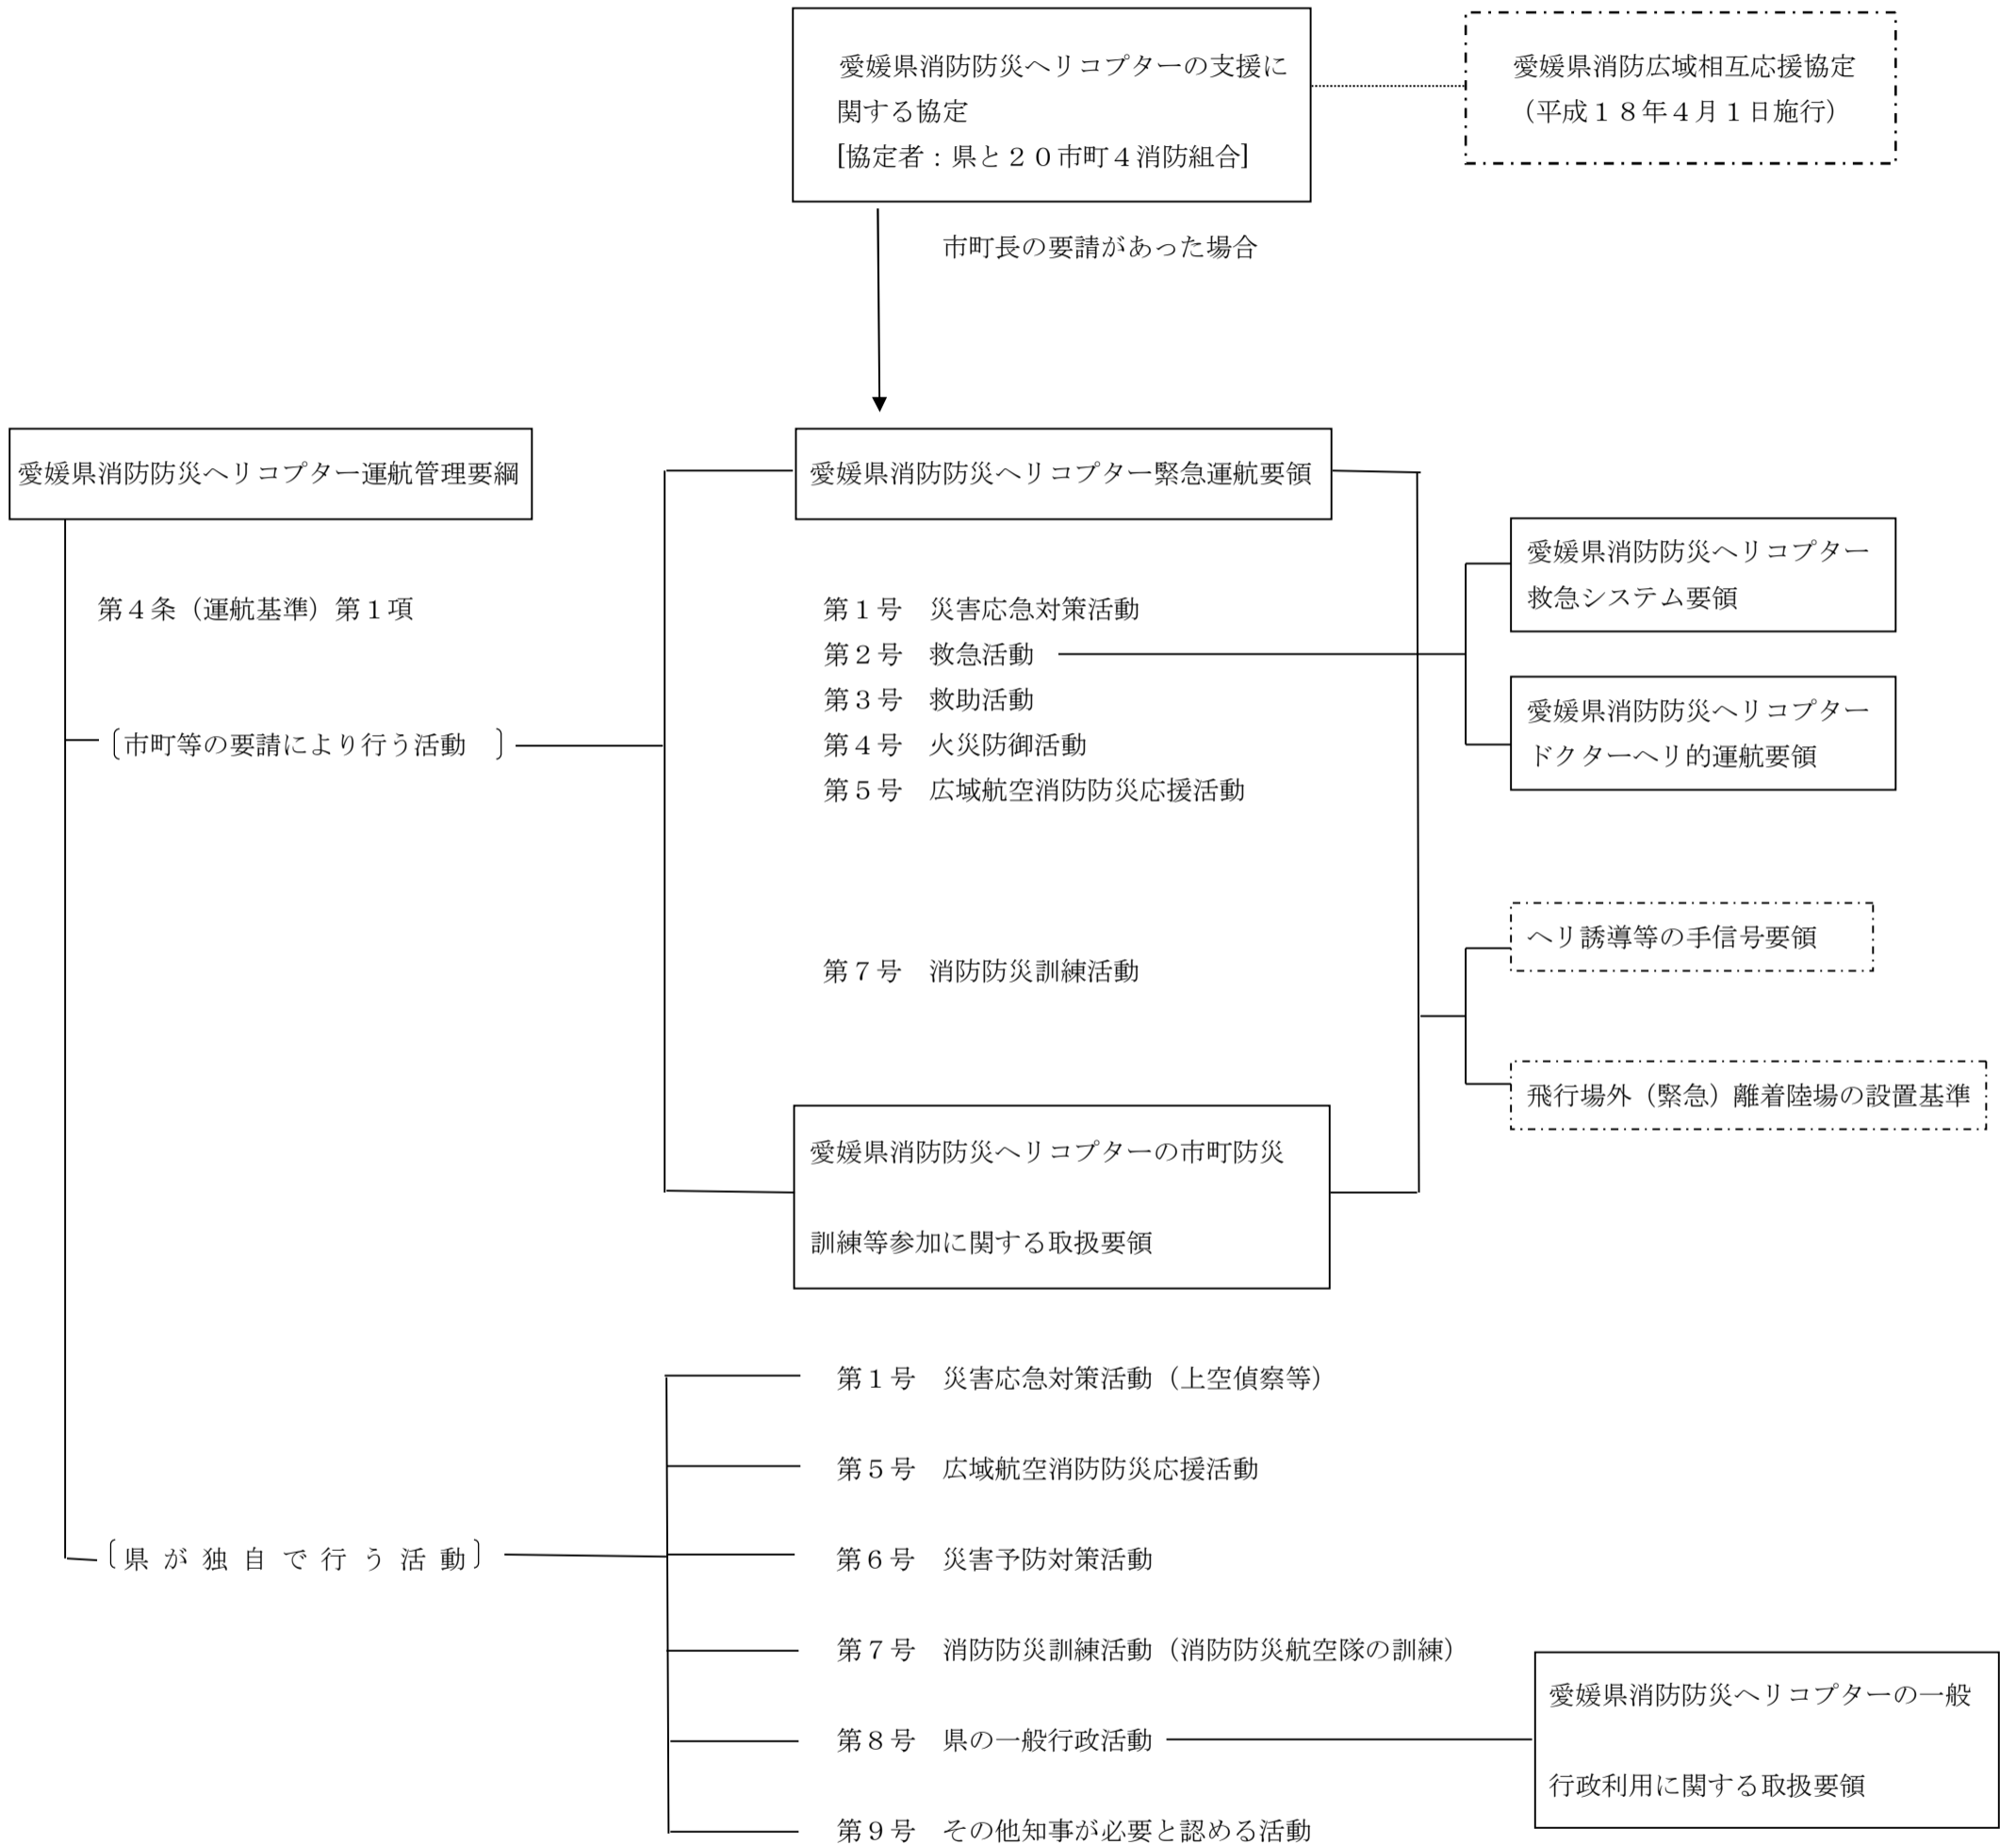 愛媛県消防防災ヘリコプターの支援に
関する協定
[協定者：県と２０市町４消防組合]
愛媛県消防広域相互応援協定
（平成１８年４月１日施行）
市町長の要請があった場合
愛媛県消防防災ヘリコプター運航管理要綱
愛媛県消防防災ヘリコプター緊急運航要領
愛媛県消防防災ヘリコプター
救急システム要領
第４条（運航基準）第１項
第１号　災害応急対策活動
第２号　救急活動
第３号　救助活動
愛媛県消防防災ヘリコプター
ドクターヘリ的運航要領
〔市町等の要請により行う活動　〕
第４号　火災防御活動
第５号　広域航空消防防災応援活動
ヘリ誘導等の手信号要領
第７号　消防防災訓練活動
飛行場外（緊急）離着陸場の設置基準
愛媛県消防防災ヘリコプターの市町防災
訓練等参加に関する取扱要領
第１号　災害応急対策活動（上空偵察等）
第５号　広域航空消防防災応援活動
〔県が独自で行う活動〕
第６号　災害予防対策活動
第７号　消防防災訓練活動（消防防災航空隊の訓練）
第８号　県の一般行政活動
愛媛県消防防災ヘリコプターの一般
行政利用に関する取扱要領
第９号　その他知事が必要と認める活動